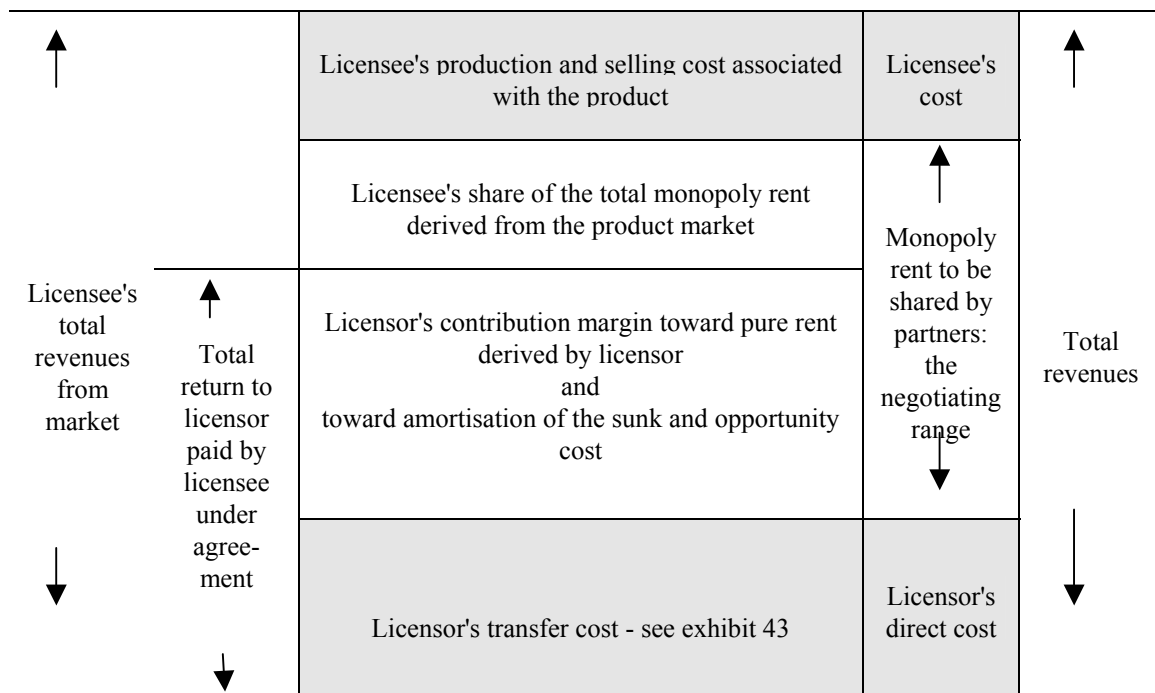 Licensee's production and selling cost associated
with the product
Licensee's
cost
Licensee's share of the total monopoly rent
derived from the product market
Monopoly
rent to be
shared by
partners:
the
negotiating
range
Licensee's
total
revenues
from
market
Total
return to
licensor
paid by
licensee
under
agree-
ment
Licensor's contribution margin toward pure rent
derived by licensor
and
toward amortisation of the sunk and opportunity
cost
Total
revenues
Licensor's transfer cost - see exhibit 43
Licensor's
direct cost